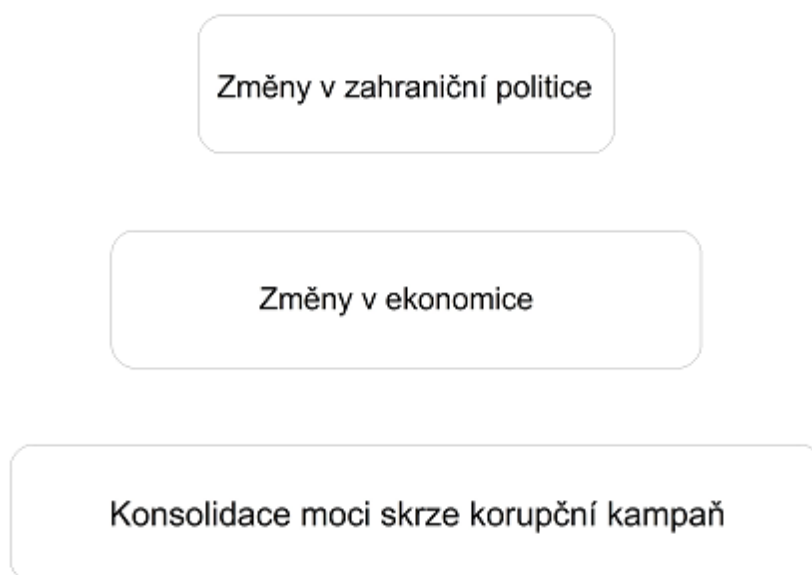 Změny v zahraniční politice
Změny v ekonomice
Konsolidace moci skrze korupční kampaň